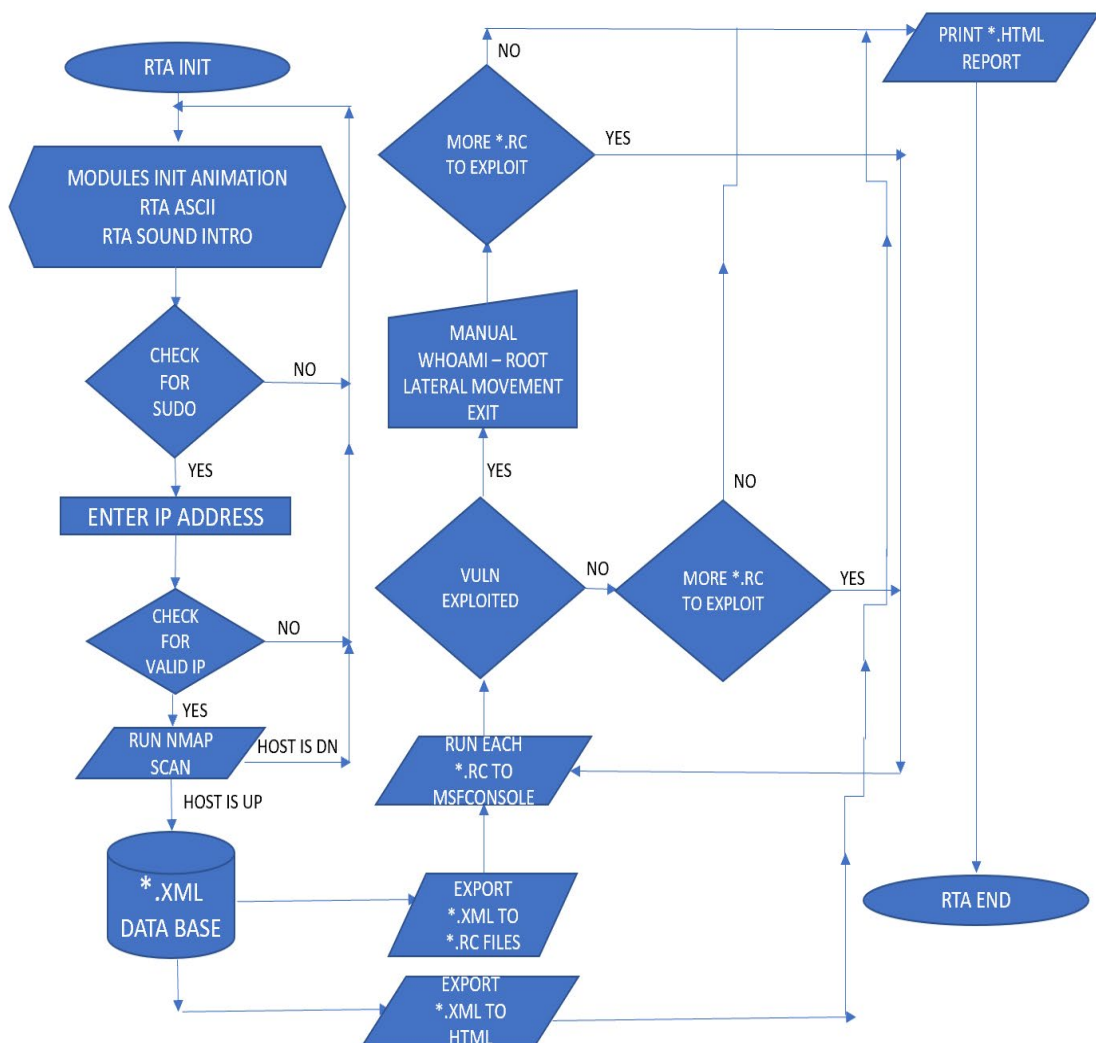 RTA INIT
MODULES INIT ANIMATION
RTA ASCII
RTA SOUND INTRO
CHECK
FOR
SUDO
NO
YES
ENTER IP ADDRESS
CHECK
FOR
VALID IP
NO
YES
RUN NMAP
SCAN
HOST IS DN
HOST IS UP
*.XML
DATA BASE
EXPORT
*.XML TO
*.RC FILES
EXPORT
*.XML TO
HTML
RUN EACH
*.RC TO
MSFCONSOLE
VULN
EXPLOITED
YES
NO
MORE *.RC
TO EXPLOIT
NO
YES
MANUAL
WHOAMI – ROOT
LATERAL MOVEMENT
EXIT
MORE *.RC
TO EXPLOIT
NO
YES
PRINT *.HTML
REPORT
RTA END